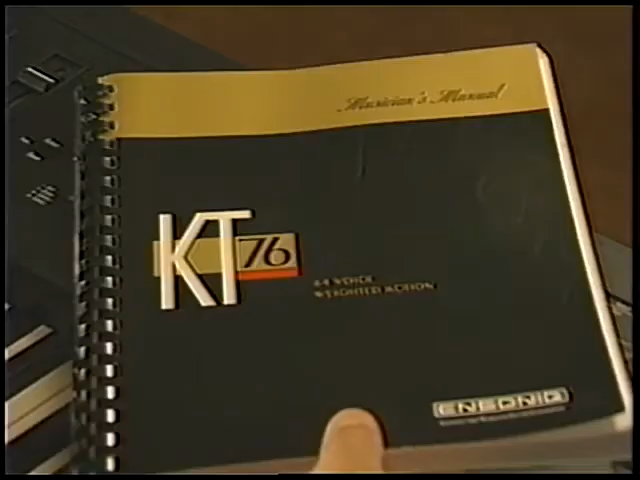 Musician's Manual
KT
76
64 VOICE
WEIGHTED ACTION
ENSONIQ